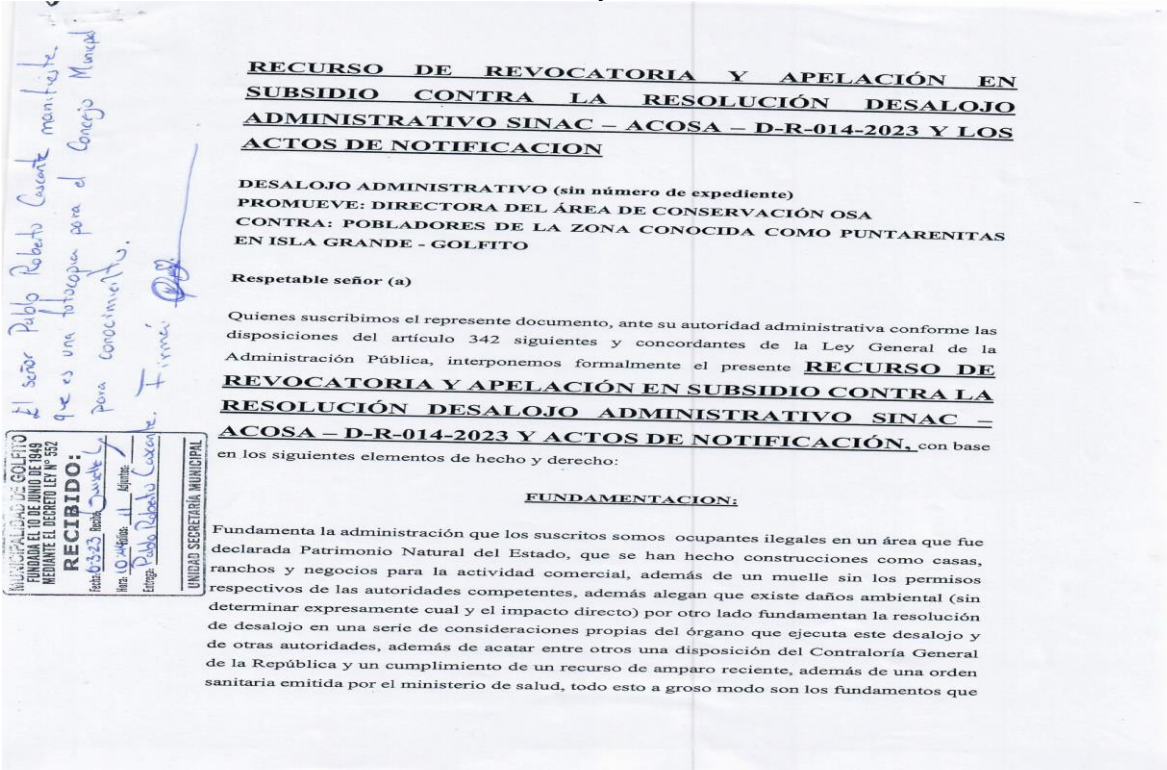 RECURSO DE REVOCATORIA Y APELACIÓN EN
SUBSIDIO CONTRA LA RESOLUCIÓN DESALOJO
ADMINISTRATIVO SINAC – ACOSA – D-R-014-2023 Y LOS
ACTOS DE NOTIFICACION
DESALOJO ADMINISTRATIVO (sin número de expediente)
PROMUEVE: DIRECTORA DEL ÁREA DE CONSERVACIÓN OSA
CONTRA: POBLADORES DE LA ZONA CONOCIDA COMO PUNTARENITAS
EN ISLA GRANDE - GOLFITO
Respetable señor (a)
Quienes suscribimos el represente documento, ante su autoridad administrativa conforme las
disposiciones del artículo 342 siguientes y concordantes de la Ley General de la
Administración Pública, interponemos formalmente el presente RECURSO DE
REVOCATORIA Y APELACIÓN EN SUBSIDIO CONTRA LA
RESOLUCIÓN DESALOJO ADMINISTRATIVO SINAC –
ACOSA – D-R-014-2023 Y ACTOS DE NOTIFICACIÓN, con base
en los siguientes elementos de hecho y derecho:
FUNDAMENTACION:
Fundamenta la administración que los suscritos somos ocupantes ilegales en un área que fue
declarada Patrimonio Natural del Estado, que se han hecho construcciones como casas,
ranchos y negocios para la actividad comercial, además de un muelle sin los permisos
respectivos de las autoridades competentes, además alegan que existe daños ambiental (sin
determinar expresamente cual y el impacto directo) por otro lado fundamentan la resolución
de desalojo en una serie de consideraciones propias del órgano que ejecuta este desalojo y
de otras autoridades, además de acatar entre otros una disposición del Contraloría General
de la República y un cumplimiento de un recurso de amparo reciente, además de una orden
sanitaria emitida por el ministerio de salud, todo esto a groso modo son los fundamentos que
El señor Pablo Roberto Cascante manifieste
que es una fotocopia para el Concejo Municipal
para conocimiento.
Firmá
MUNICIPALIDAD DE GOLFITO
FUNDADA EL 10 DE JUNIO DE 1949
MEDIANTE EL DECRETO LEY Nº 552
RECIBIDO:
Fecha: 6-3-23 Recibe:
Hora: Folios: 11 Adjuntos:
Entrega: Pablo Roberto Cascante
UNIDAD SECRETARÍA MUNICIPAL